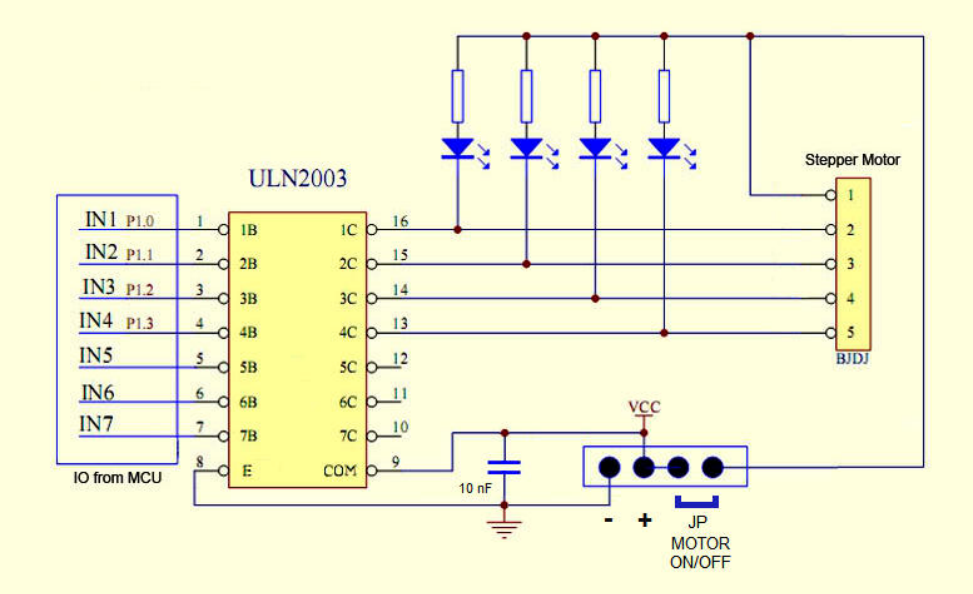 Stepper Motor
ULN2003
IN1 P1.0 1 1B 1C 16
IN2 P1.1 2 2B 2C 15
IN3 P1.2 3 3B 3C 14
IN4 P1.3 4 4B 4C 13
IN5 5 5B 5C 12
IN6 6 6B 6C 11
IN7 7 7B 7C 10
8 E COM 9
IO from MCU
1
2
3
4
5
BJDJ
VCC
10 nF
- +
JP
MOTOR
ON/OFF